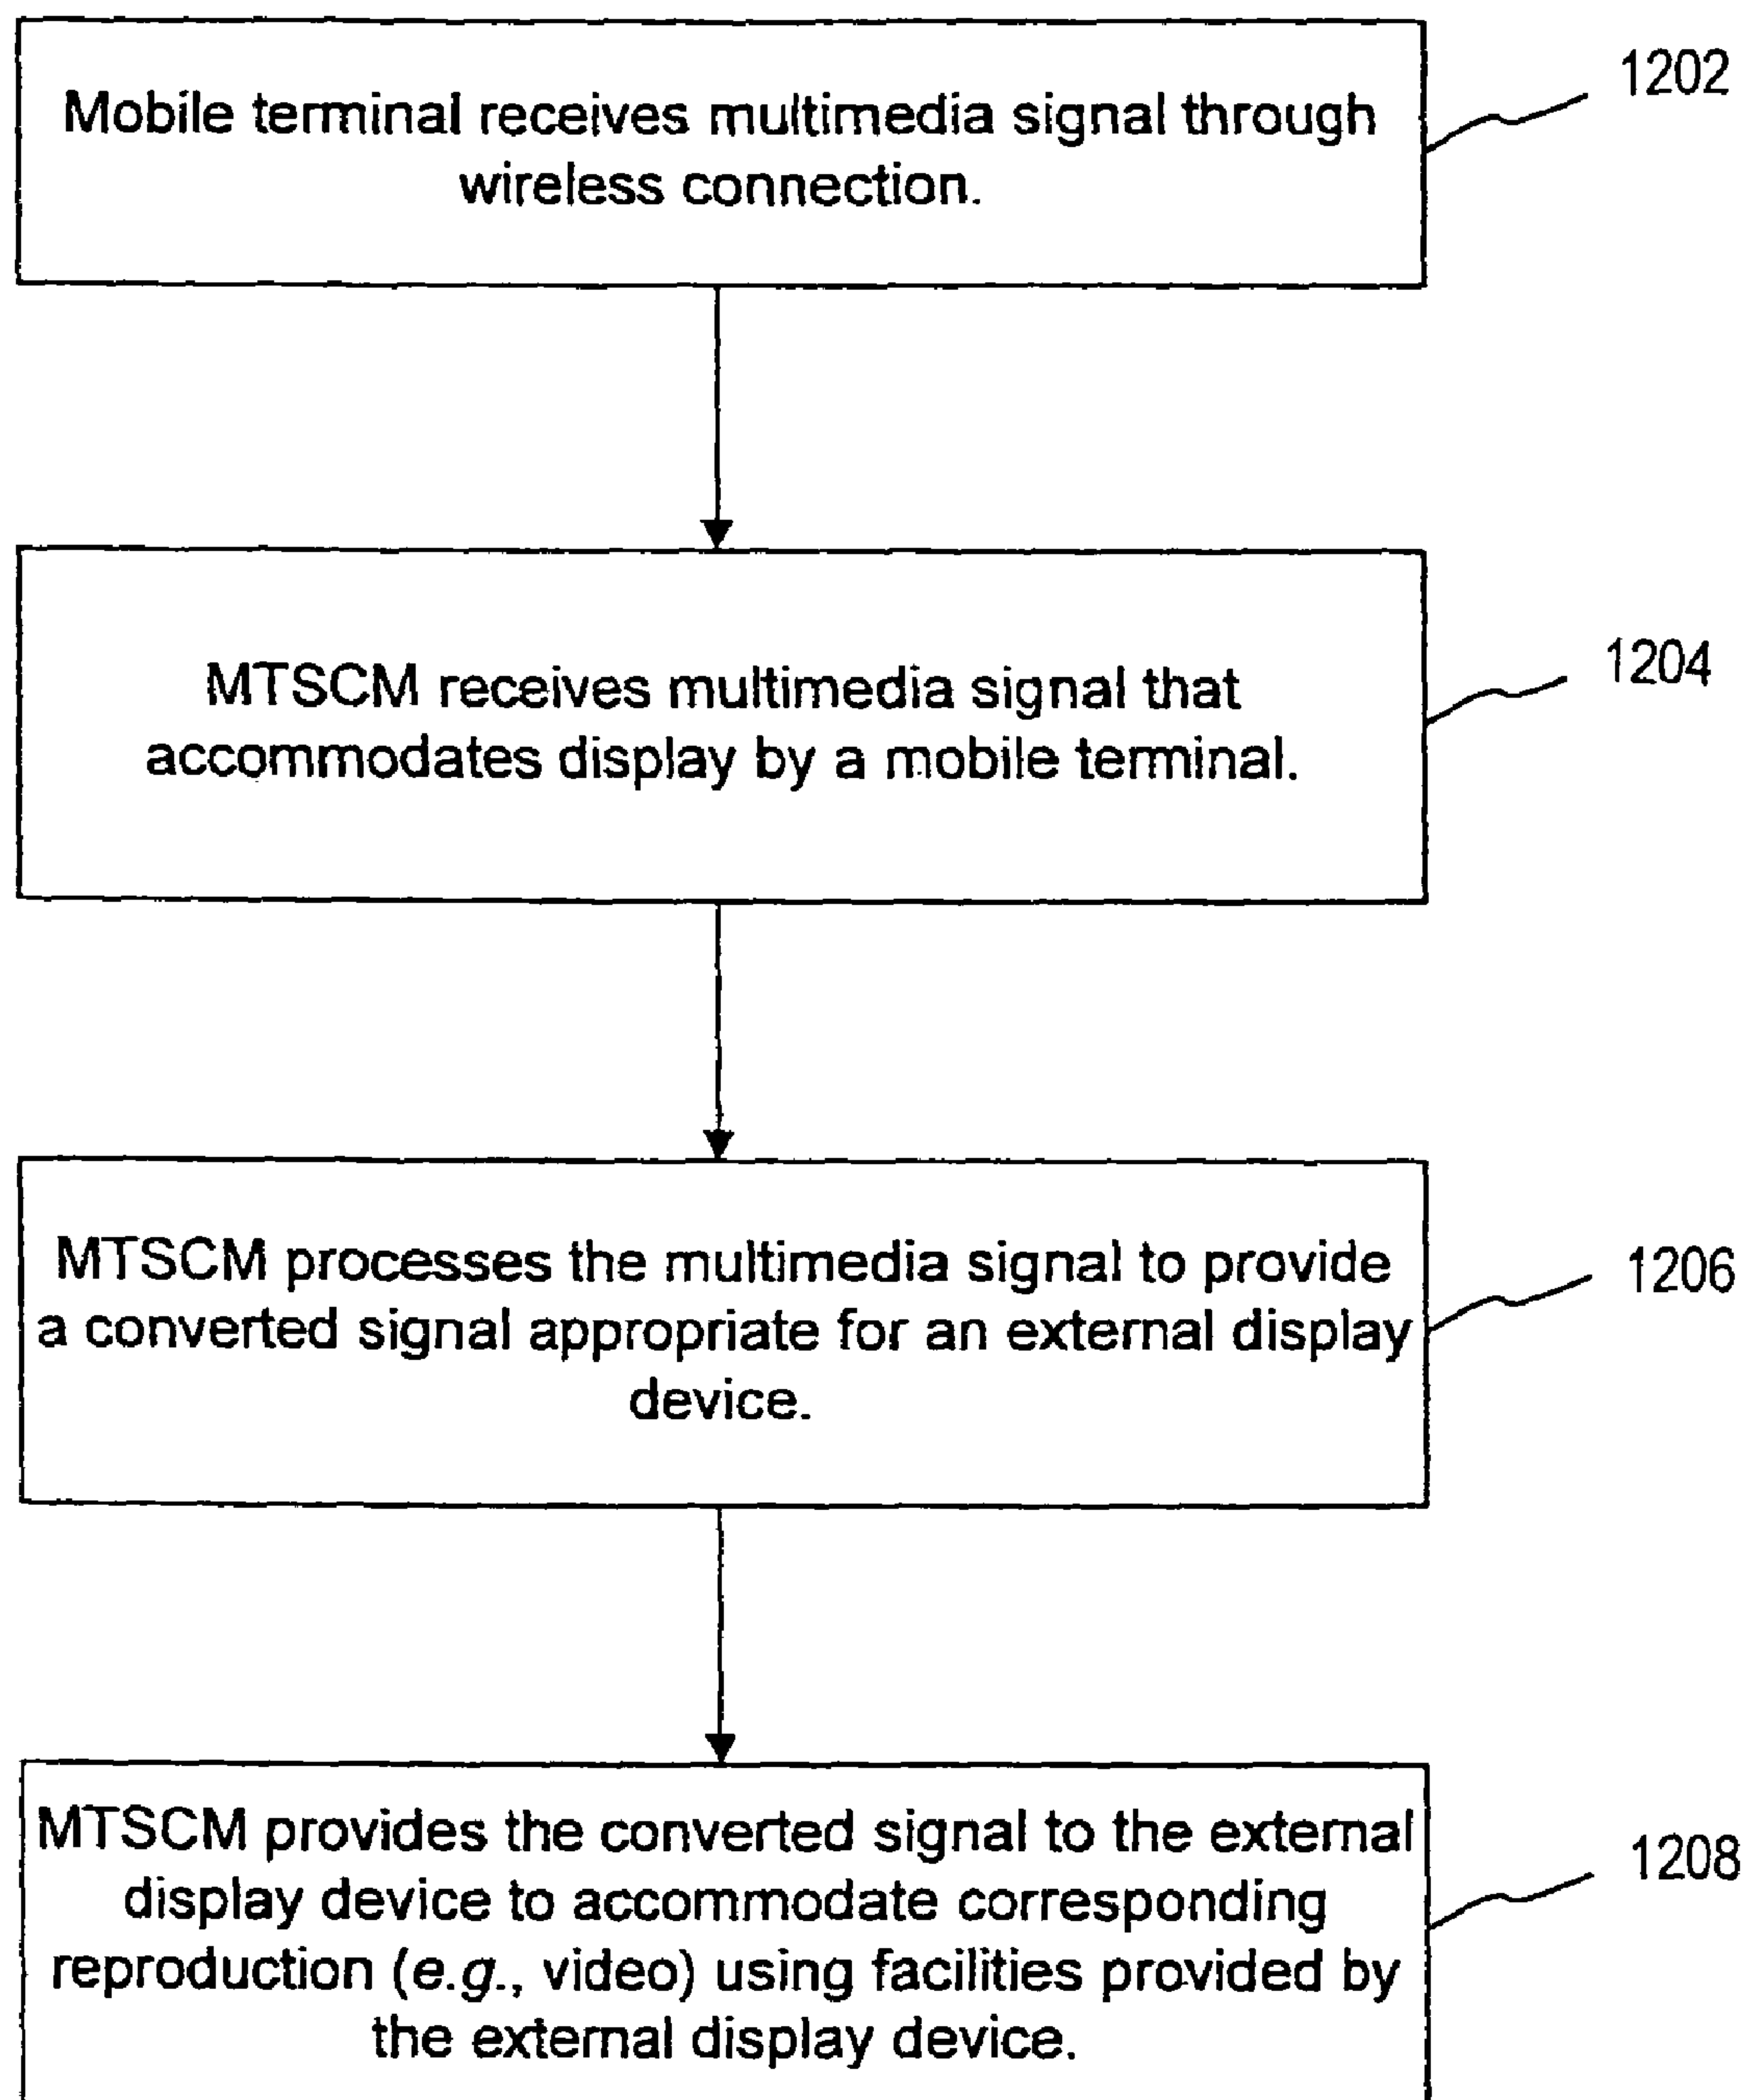 Mobile terminal receives multimedia signal through
wireless connection.
1202
MTSCM receives multimedia signal that
accommodates display by a mobile terminal.
1204
MTSCM processes the multimedia signal to provide
a converted signal appropriate for an external display
device.
1206
MTSCM provides the converted signal to the external
display device to accommodate corresponding
reproduction (e.g., video) using facilities provided by
the external display device.
1208